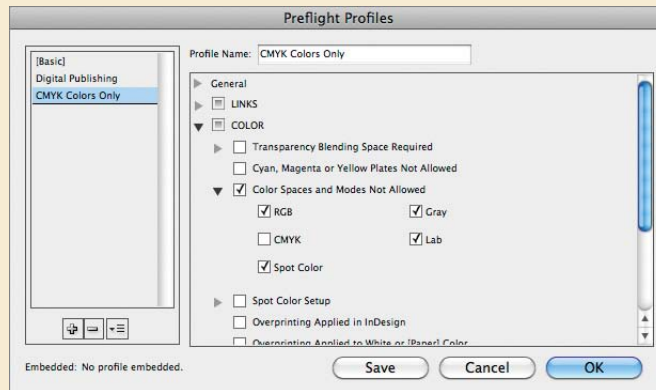 Preflight Profiles
[Basic]
Digital Publishing
CMYK Colors Only
Profile Name: CMYK Colors Only
General
LINKS
COLOR
Transparency Blending Space Required
Cyan, Magenta or Yellow Plates Not Allowed
Color Spaces and Modes Not Allowed
RGB Gray
CMYK Lab
Spot Color
Spot Color Setup
Overprinting Applied in InDesign
Overprinting Applied to White or [Paper] Color
Embedded: No profile embedded.
Save Cancel OK